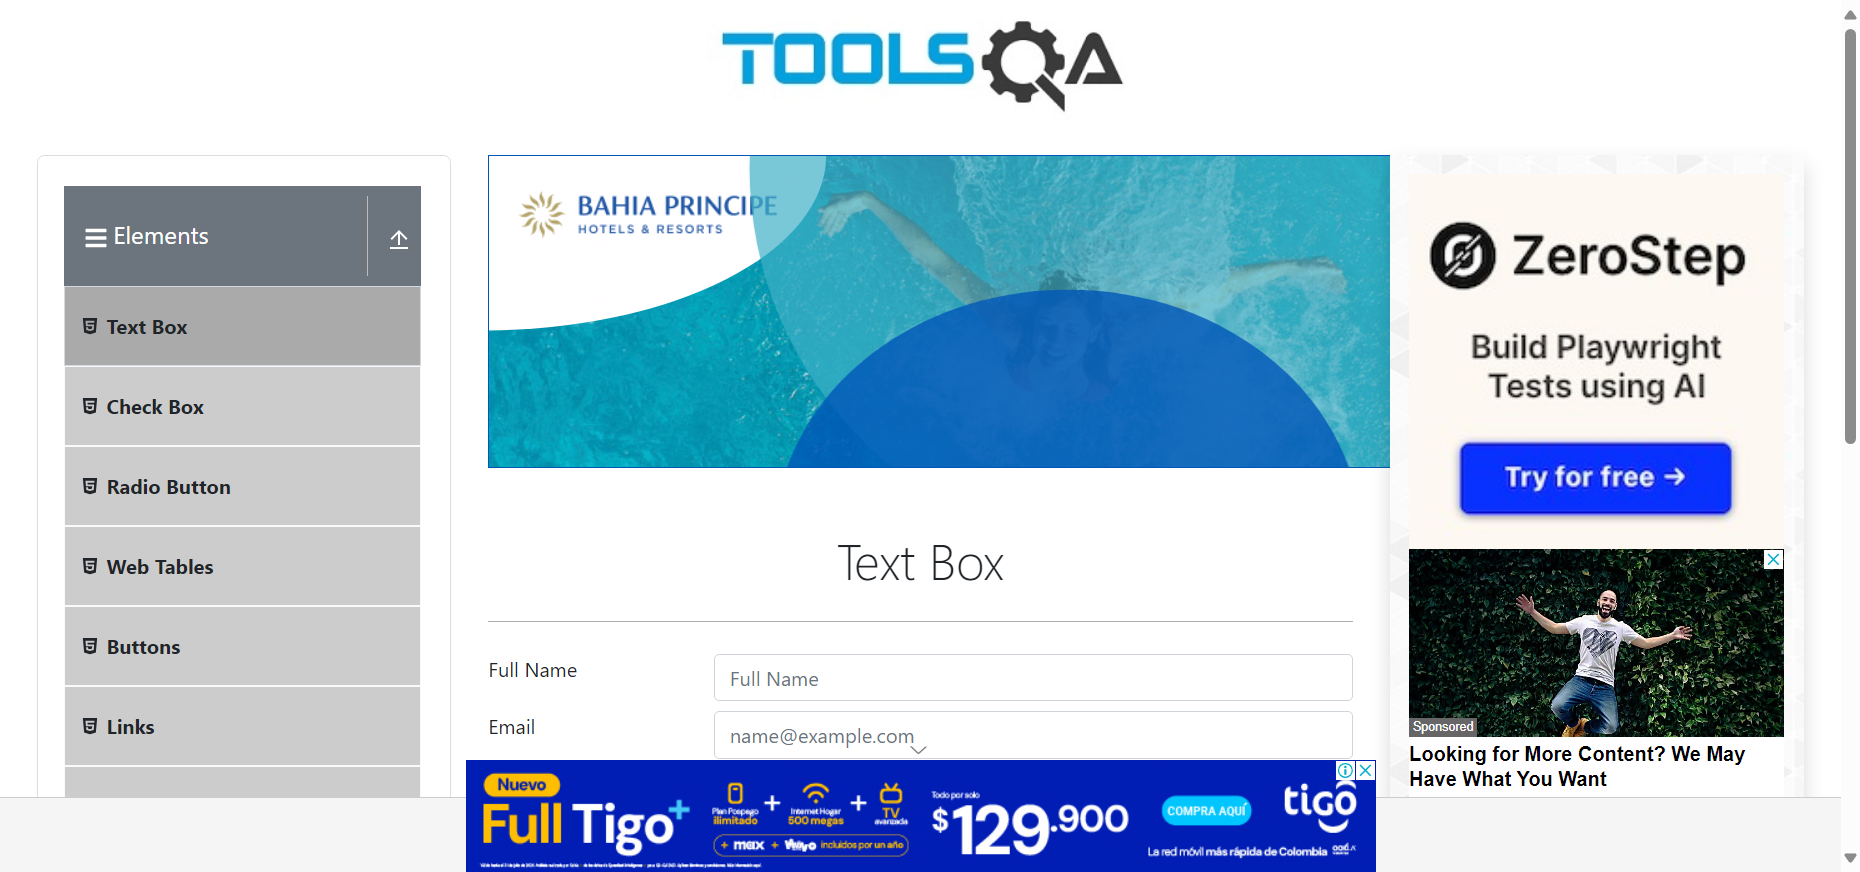 TOOLSQA
Elements
Text Box
Check Box
Radio Button
Web Tables
Buttons
Links
BAHIA PRINCIPE
HOTELS & RESORTS
Text Box
Full Name
Full Name
Email
name@example.com
ZeroStep
Build Playwright
Tests using AI
Try for free →
Sponsored
Looking for More Content? We May
Have What You Want
Nuevo
Full Tigo+
Plan Pospago
ilimitado
+
Internet Hogar
500 megas
+
TV
avanzada
+ max + Vivivo incluidos por un año
Todo por solo
$129.900
COMPRA AQUÍ
tigo
La red móvil más rápida de Colombia